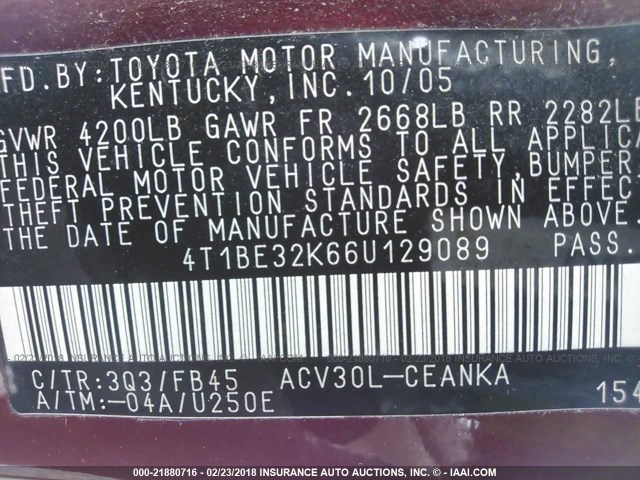 MFD. BY: TOYOTA MOTOR MANUFACTURING,
KENTUCKY, INC. 10/05
GVWR 4200LB GAWR FR 2668LB RR 2282L
THIS VEHICLE CONFORMS TO ALL APPLICA
FEDERAL MOTOR VEHICLE SAFETY, BUMPER,
THEFT PREVENTION STANDARDS IN EFFEC
THE DATE OF MANUFACTURE SHOWN ABOVE.
4T1BE32K66U129089 PASS.
C/TR:3Q3/FB45 ACV30L-CEANKA
A/TM:-04A/U250E 154
000-21880716 - 02/23/2018 INSURANCE AUTO AUCTIONS, INC. © - IAAI.COM